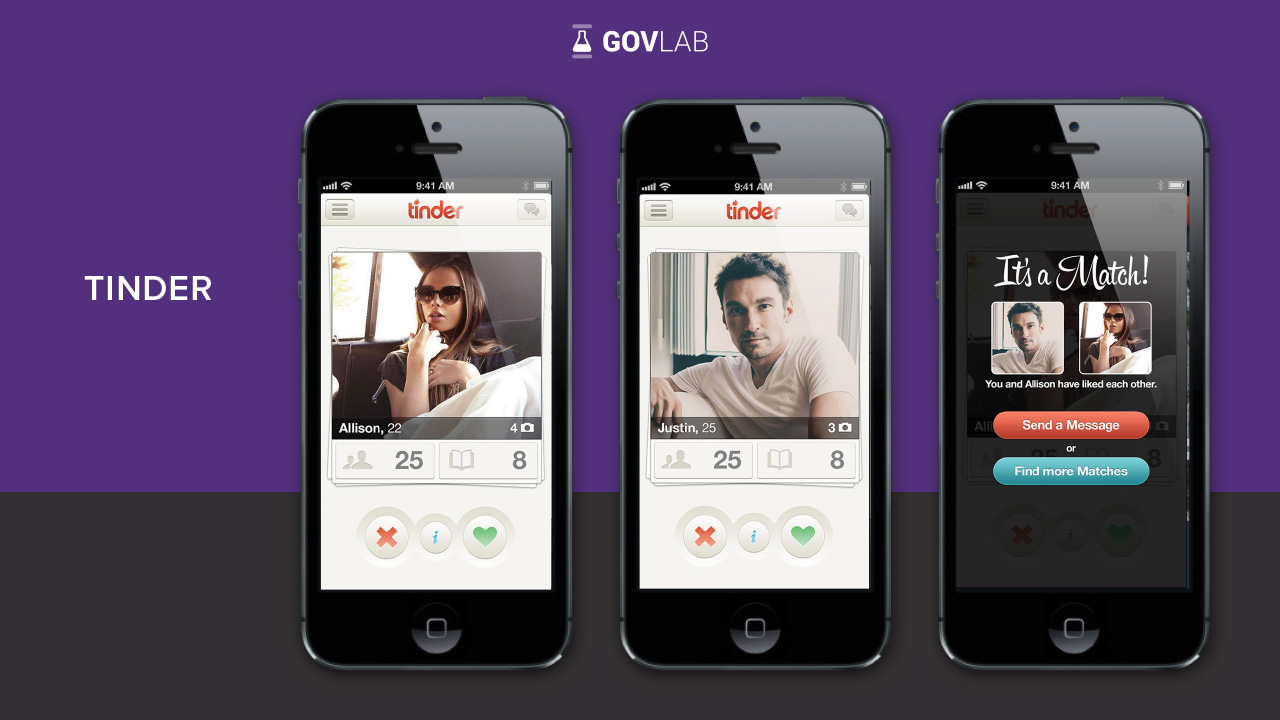 GOVLAB
TINDER
9:41 AM
tinder
Allison, 22 4
25 8
i
9:41 AM
tinder
Justin, 25 3
25 8
i
9:41 AM
tinder
It's a Match!
You and Allison have liked each other.
Send a Message
or
Find more Matches